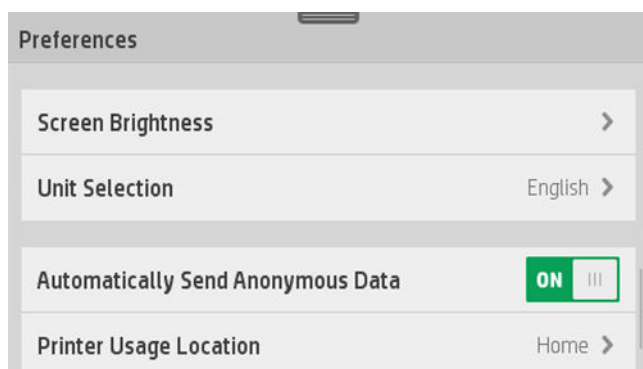 Preferences
Screen Brightness
Unit Selection English
Automatically Send Anonymous Data ON
Printer Usage Location Home